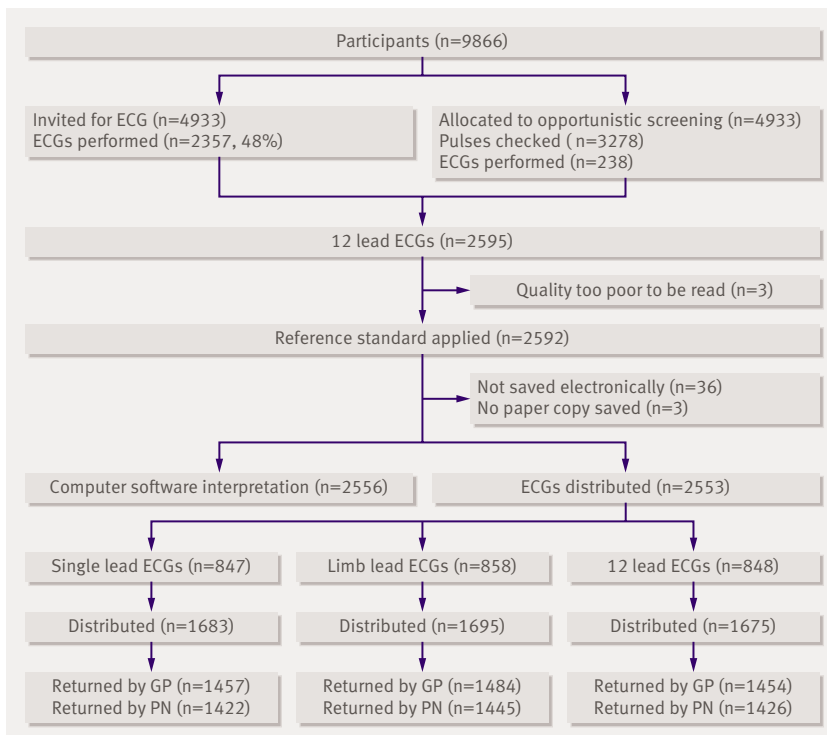 Participants (n=9866)
Invited for ECG (n=4933)
ECGs performed (n=2357, 48%)
Allocated to opportunistic screening (n=4933)
Pulses checked ( n=3278)
ECGs performed (n=238)
12 lead ECGs (n=2595)
Quality too poor to be read (n=3)
Reference standard applied (n=2592)
Not saved electronically (n=36)
No paper copy saved (n=3)
Computer software interpretation (n=2556)
ECGs distributed (n=2553)
Single lead ECGs (n=847)
Limb lead ECGs (n=858)
12 lead ECGs (n=848)
Distributed (n=1683)
Distributed (n=1695)
Distributed (n=1675)
Returned by GP (n=1457)
Returned by PN (n=1422)
Returned by GP (n=1484)
Returned by PN (n=1445)
Returned by GP (n=1454)
Returned by PN (n=1426)